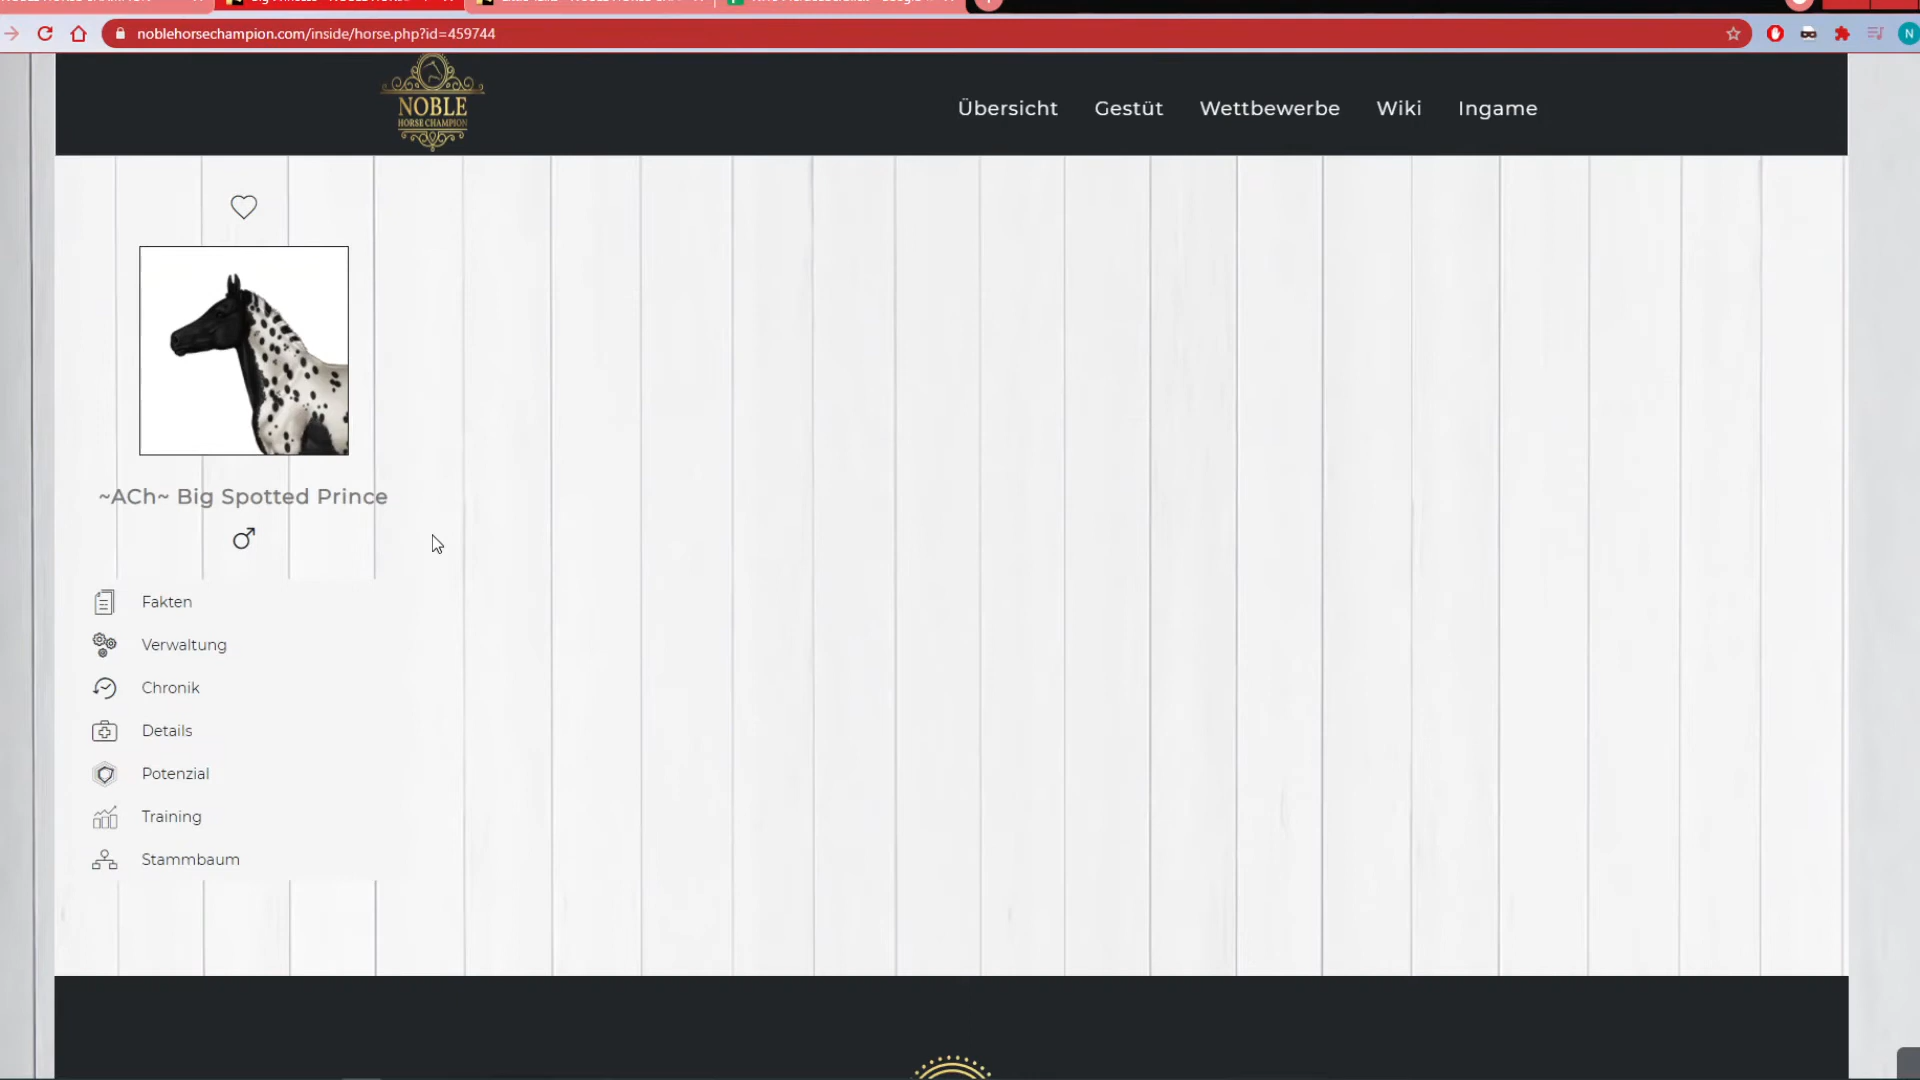 noblehorsechampion.com/inside/horse.php?id=459744
N
NOBLE
HORSE CHAMPION
Übersicht
Gestüt
Wettbewerbe
Wiki
Ingame
~ACh~ Big Spotted Prince
Fakten
Verwaltung
Chronik
Details
Potenzial
Training
Stammbaum